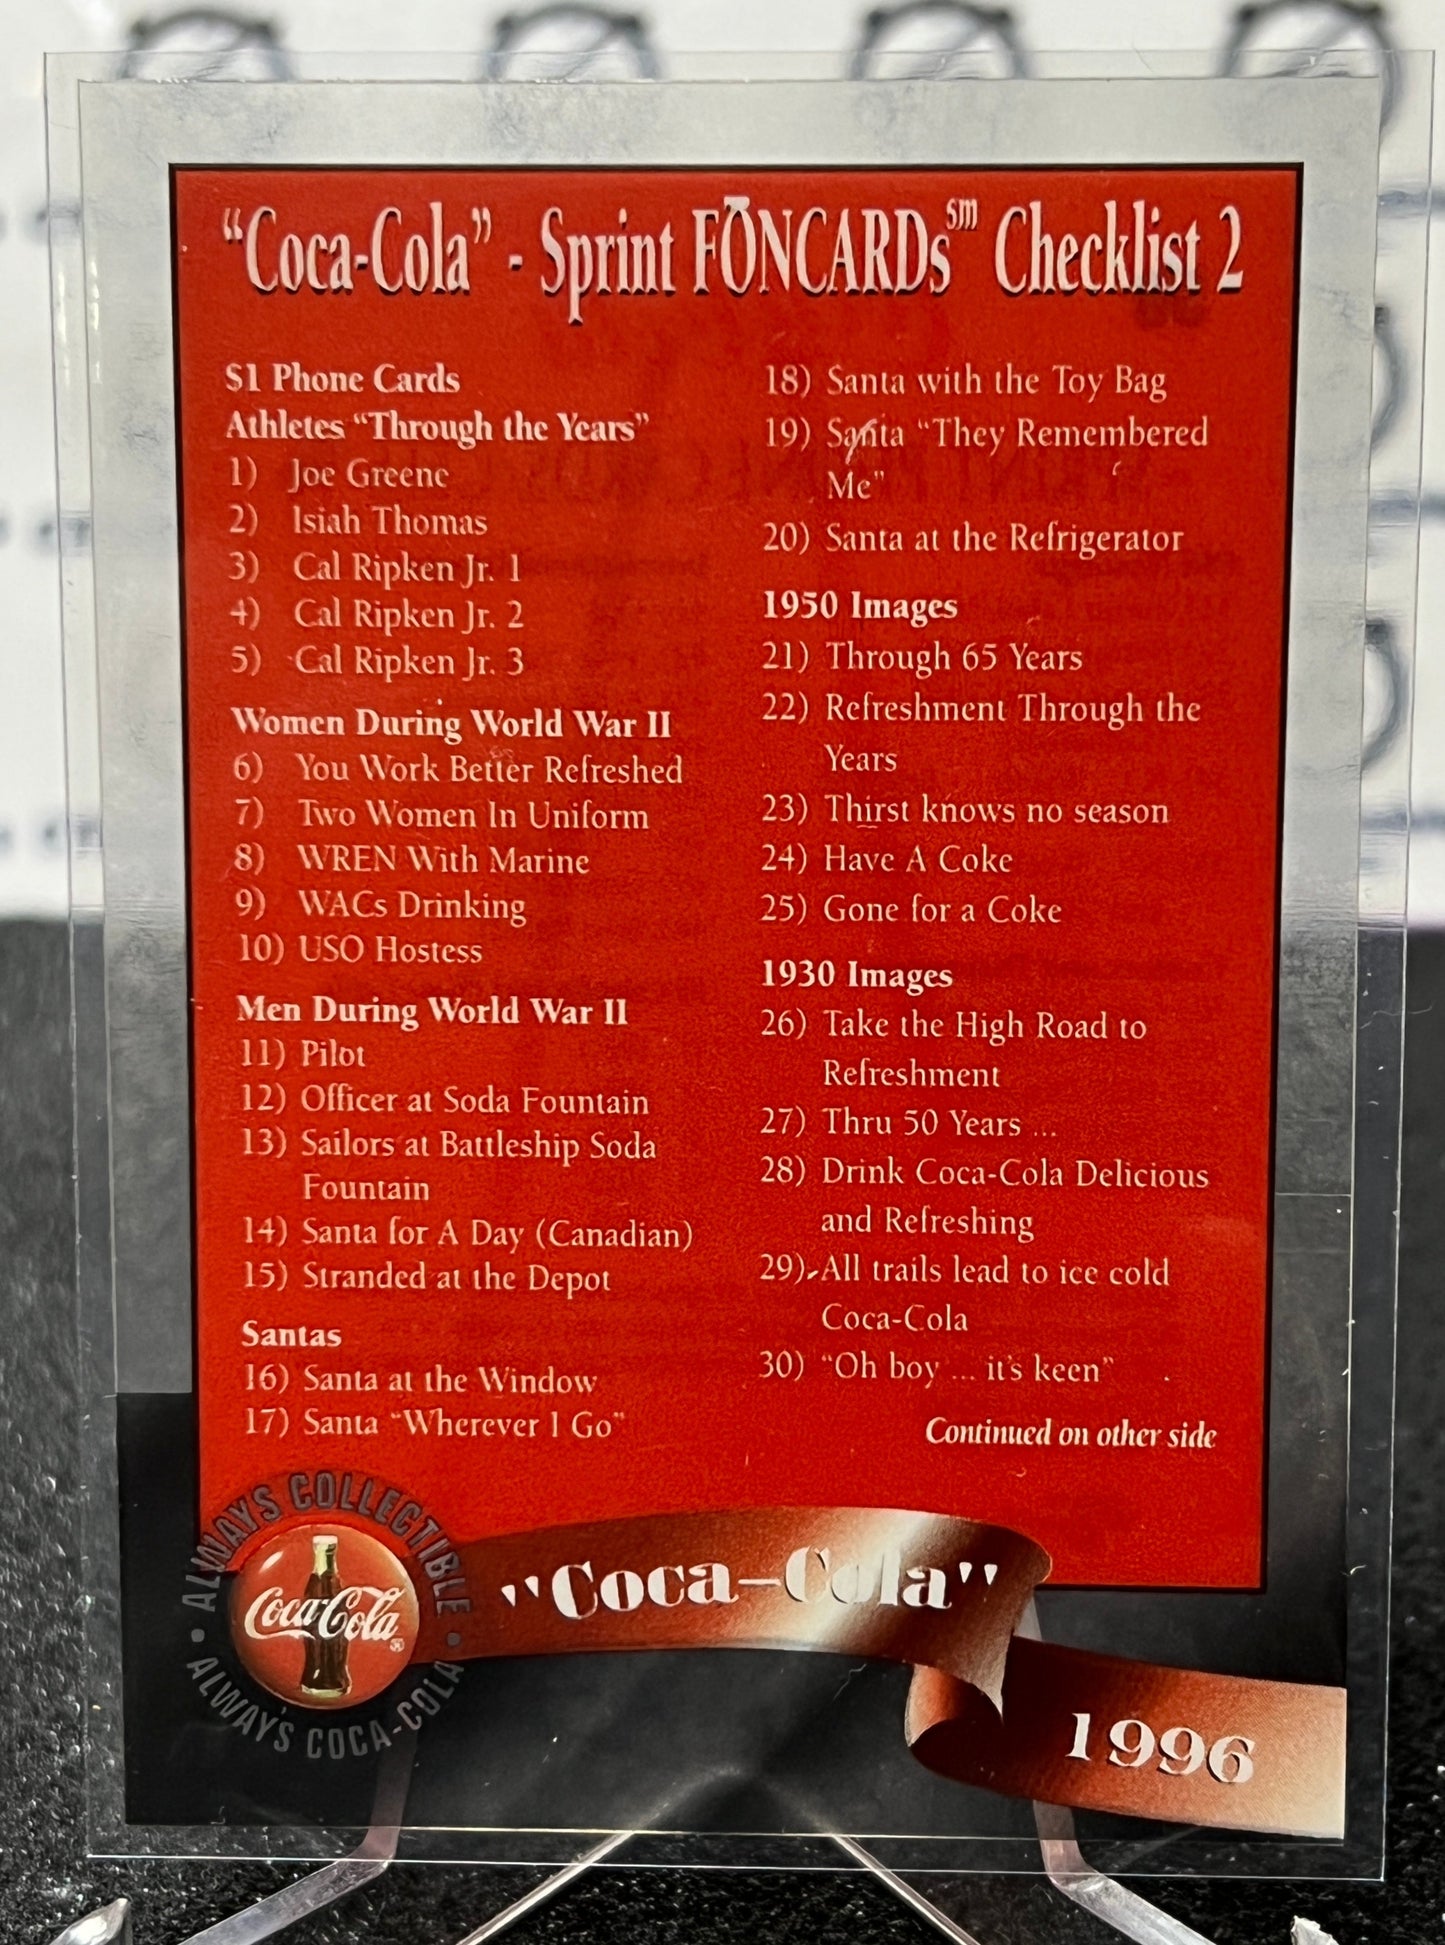 "Coca-Cola" - Sprint FŌNCARDs℠ Checklist 2
$1 Phone Cards
Athletes "Through the Years"
1) Joe Greene
2) Isiah Thomas
3) Cal Ripken Jr. 1
4) Cal Ripken Jr. 2
5) Cal Ripken Jr. 3
Women During World War II
6) You Work Better Refreshed
7) Two Women In Uniform
8) WREN With Marine
9) WACs Drinking
10) USO Hostess
Men During World War II
11) Pilot
12) Officer at Soda Fountain
13) Sailors at Battleship Soda
Fountain
14) Santa for A Day (Canadian)
15) Stranded at the Depot
Santas
16) Santa at the Window
17) Santa "Wherever I Go"
18) Santa with the Toy Bag
19) Santa "They Remembered
Me"
20) Santa at the Refrigerator
1950 Images
21) Through 65 Years
22) Refreshment Through the
Years
23) Thirst knows no season
24) Have A Coke
25) Gone for a Coke
1930 Images
26) Take the High Road to
Refreshment
27) Thru 50 Years ...
28) Drink Coca-Cola Delicious
and Refreshing
29) All trails lead to ice cold
Coca-Cola
30) "Oh boy ... it's keen"
Continued on other side
ALWAYS COLLECTIBLE
Coca-Cola®
• ALWAYS COCA-COLA •
"Coca-Cola"
1996